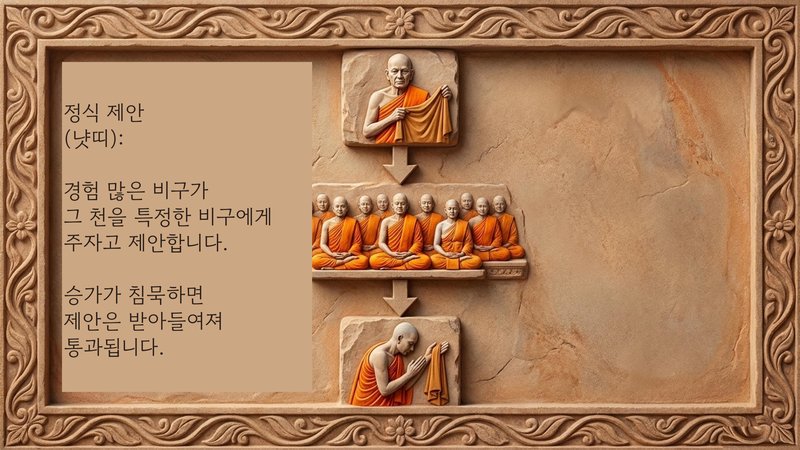 정식 제안
(냣띠):
경험 많은 비구가
그 천을 특정한 비구에게
주자고 제안합니다.
승가가 침묵하면
제안은 받아들여져
통과됩니다.